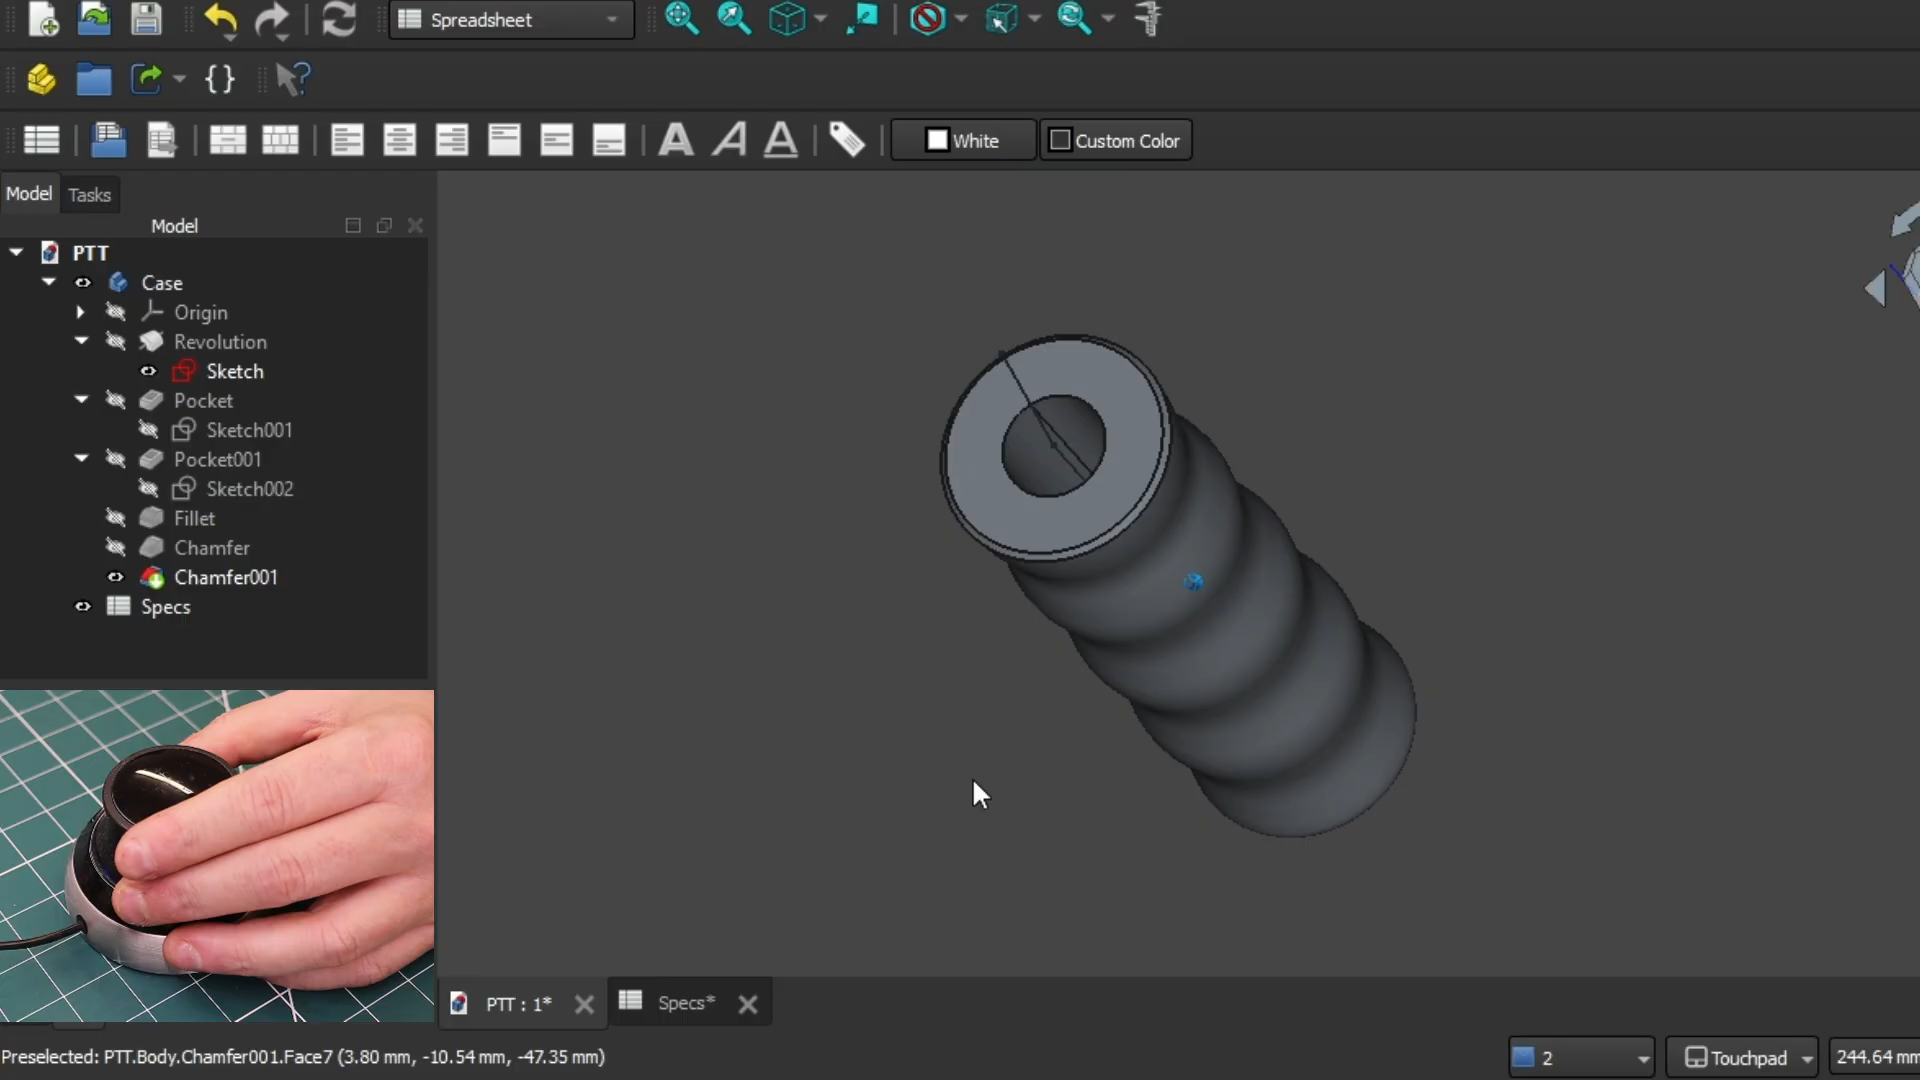 Spreadsheet
White
Custom Color
Model
Tasks
Model
PTT
Case
Origin
Revolution
Sketch
Pocket
Sketch001
Pocket001
Sketch002
Fillet
Chamfer
Chamfer001
Specs
PTT : 1*
Specs*
Preselected: PTT.Body.Chamfer001.Face7 (3.80 mm, -10.54 mm, -47.35 mm)
2
Touchpad
244.64 mm